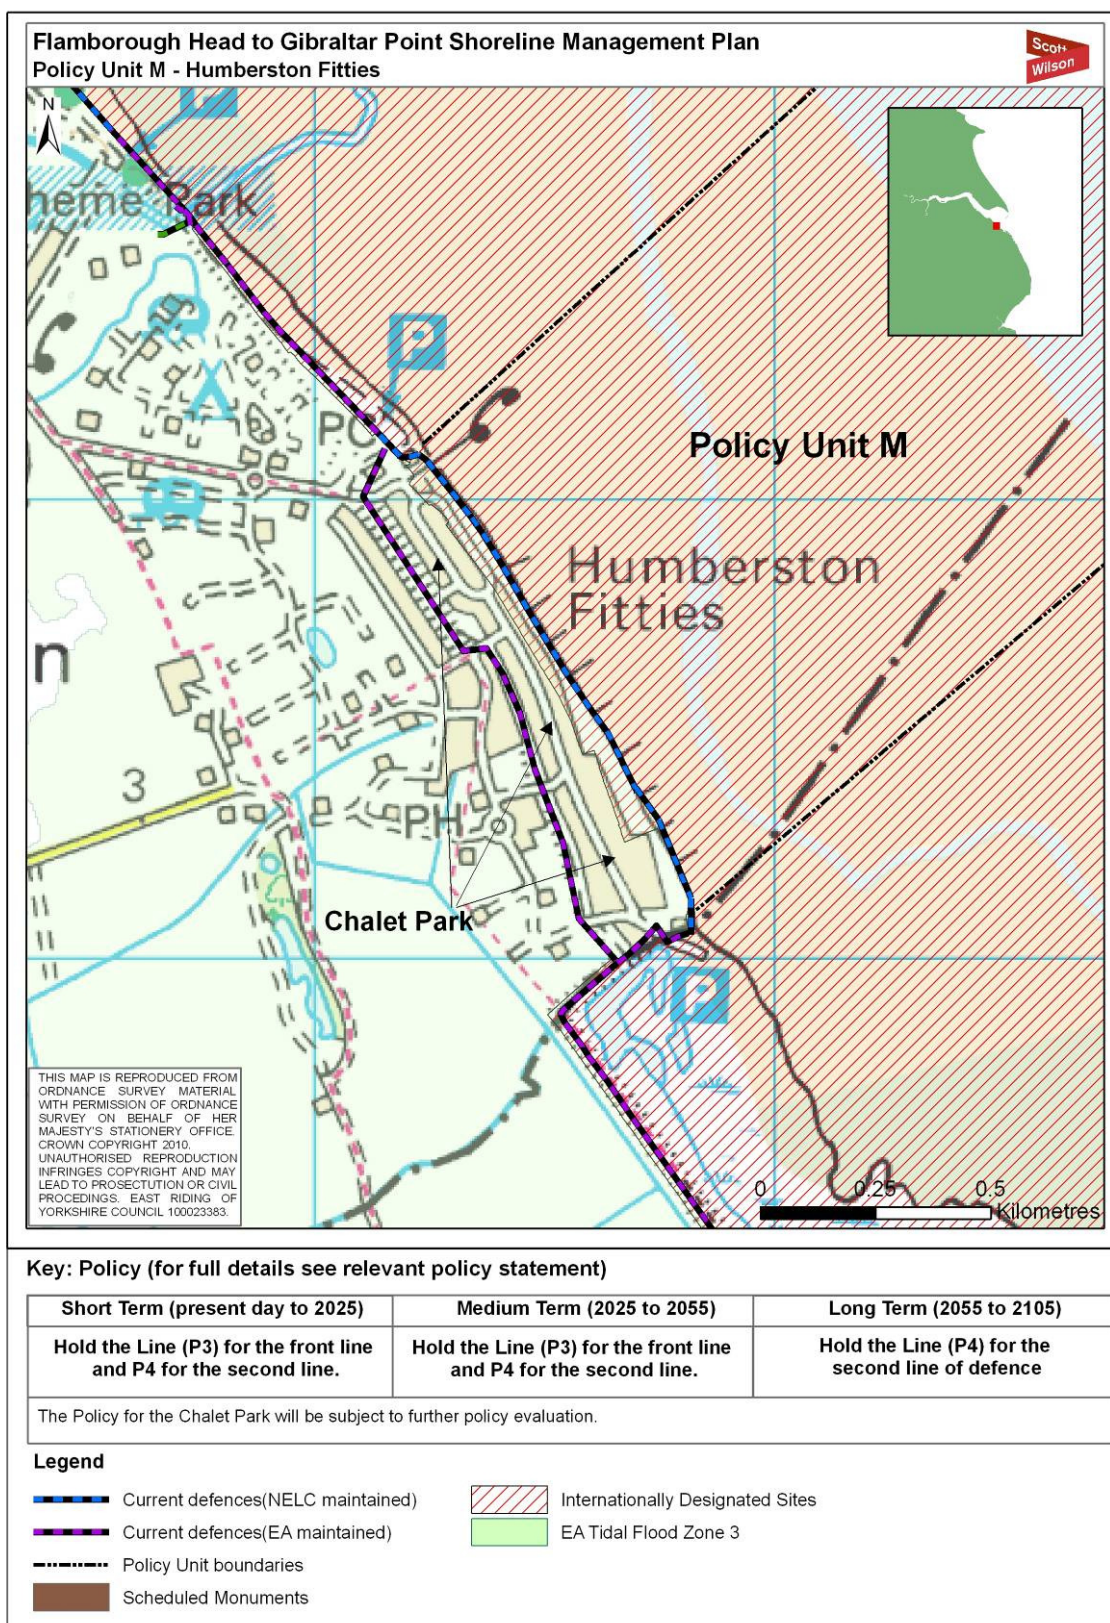 Flamborough Head to Gibraltar Point Shoreline Management Plan
Policy Unit M - Humberston Fitties
Scott
Wilson
N
P
heme Park
P
PC
Policy Unit M
Humberston
Fitties
n
3
PH
Chalet Park
P
THIS MAP IS REPRODUCED FROM
ORDNANCE SURVEY MATERIAL
WITH PERMISSION OF ORDNANCE
SURVEY ON BEHALF OF HER
MAJESTY'S STATIONERY OFFICE.
CROWN COPYRIGHT 2010.
UNAUTHORISED REPRODUCTION
INFRINGES COPYRIGHT AND MAY
LEAD TO PROSECTUTION OR CIVIL
PROCEDINGS. EAST RIDING OF
YORKSHIRE COUNCIL 100023383.
0 0.25 0.5
Kilometres
Key: Policy (for full details see relevant policy statement)
Short Term (present day to 2025) Medium Term (2025 to 2055) Long Term (2055 to 2105)
Hold the Line (P3) for the front line Hold the Line (P3) for the front line Hold the Line (P4) for the
and P4 for the second line. and P4 for the second line. second line of defence
The Policy for the Chalet Park will be subject to further policy evaluation.
Legend
Current defences(NELC maintained) Internationally Designated Sites
Current defences(EA maintained) EA Tidal Flood Zone 3
Policy Unit boundaries
Scheduled Monuments